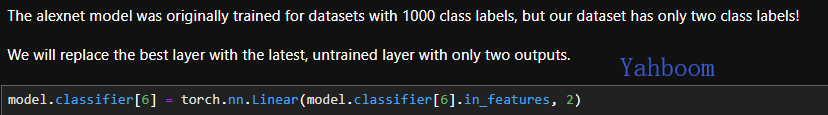 The alexnet model was originally trained for datasets with 1000 class labels, but our dataset has only two class labels!
We will replace the best layer with the latest, untrained layer with only two outputs.
Yahboom
model.classifier[6] = torch.nn.Linear(model.classifier[6].in_features, 2)